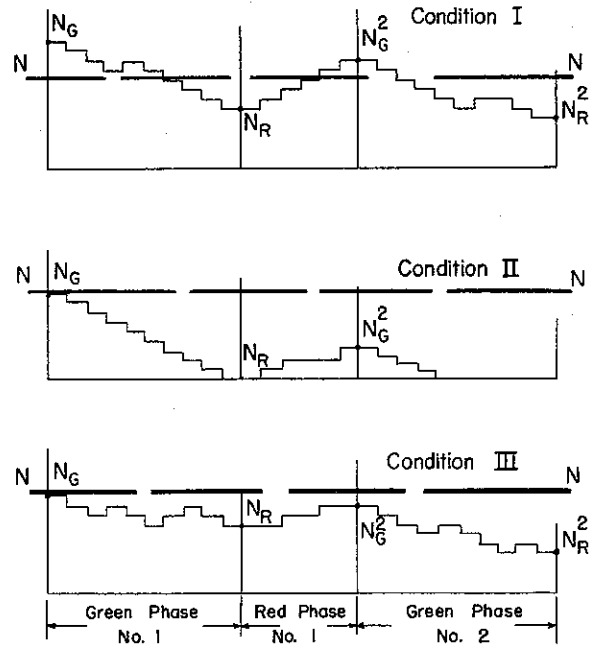 Condition I
N_G
N_G^2
N
N
N_R
N_R^2
Condition II
N
N_G
N
N_G^2
N_R
Condition III
N
N_G
N
N_R
N_G^2
N_R^2
Green Phase
No. 1
Red Phase
No. 1
Green Phase
No. 2